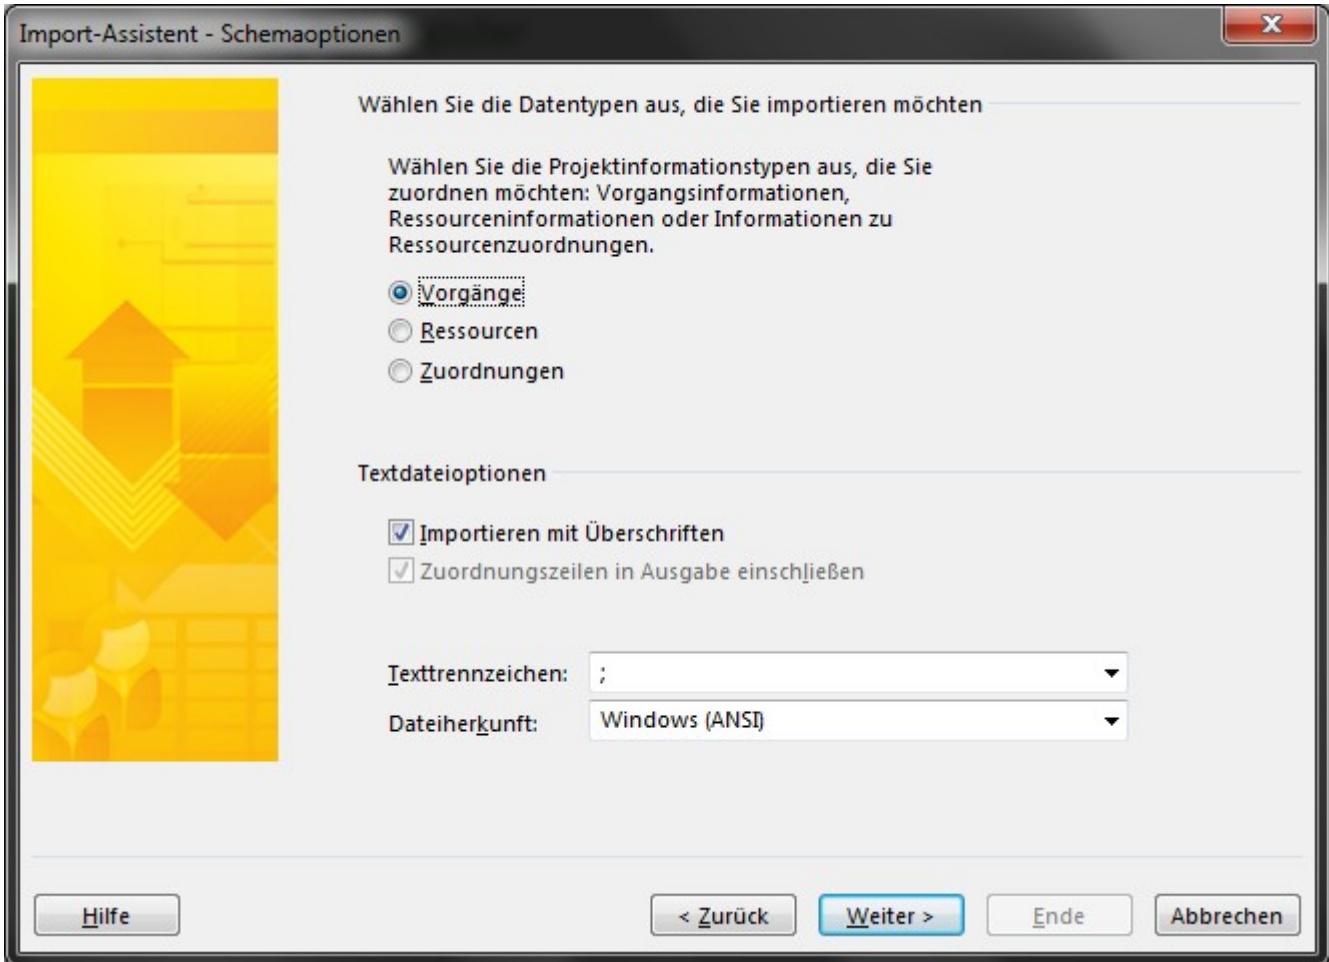 Import-Assistent - Schemaoptionen
Wählen Sie die Datentypen aus, die Sie importieren möchten
Wählen Sie die Projektinformationstypen aus, die Sie
zuordnen möchten: Vorgangsinformationen,
Ressourceninformationen oder Informationen zu
Ressourcenzuordnungen.
Vorgänge
Ressourcen
Zuordnungen
Textdateioptionen
Importieren mit Überschriften
Zuordnungszeilen in Ausgabe einschließen
Texttrennzeichen: ;
Dateiherkunft: Windows (ANSI)
Hilfe < Zurück Weiter > Ende Abbrechen